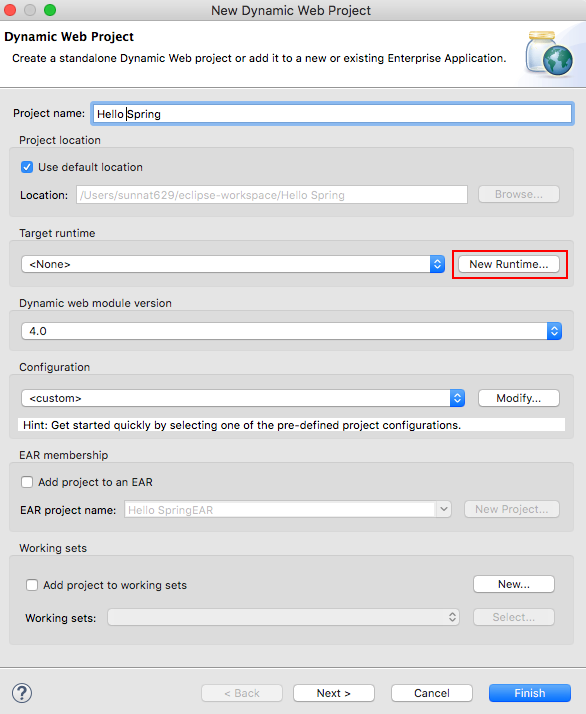 New Dynamic Web Project
Dynamic Web Project
Create a standalone Dynamic Web project or add it to a new or existing Enterprise Application.
Project name: Hello Spring
Project location
Use default location
Location: /Users/sunnat629/eclipse-workspace/Hello Spring Browse...
Target runtime
<None> New Runtime...
Dynamic web module version
4.0
Configuration
<custom> Modify...
Hint: Get started quickly by selecting one of the pre-defined project configurations.
EAR membership
Add project to an EAR
EAR project name: Hello SpringEAR New Project...
Working sets
Add project to working sets New...
Working sets: Select...
? < Back Next > Cancel Finish